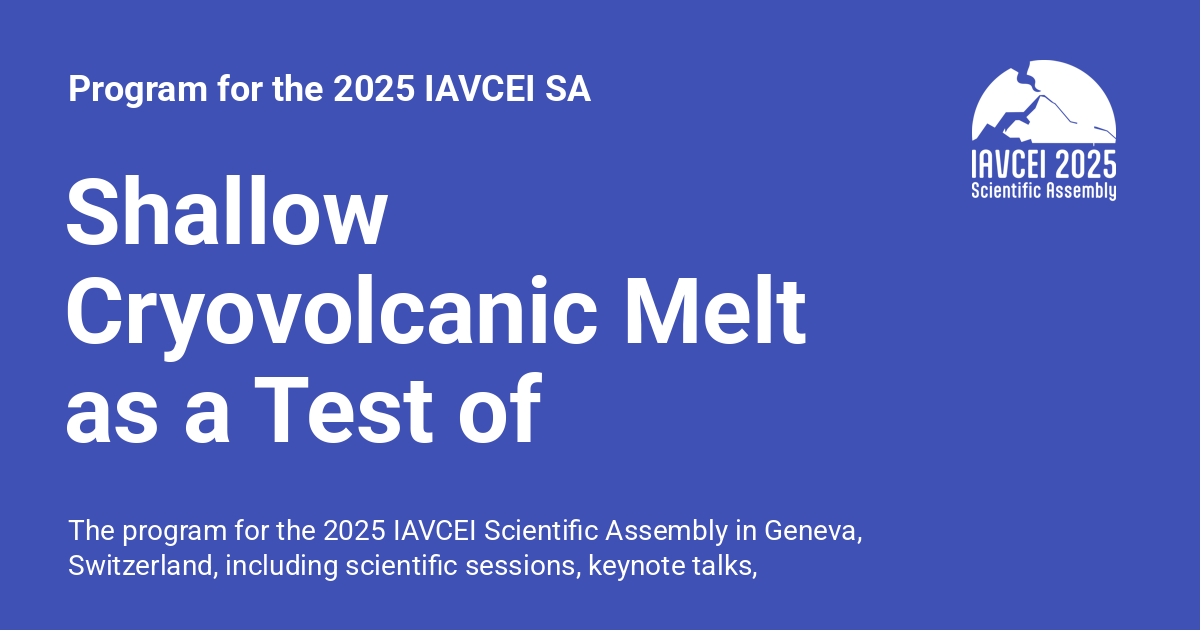 Program for the 2025 IAVCEI SA
IAVCEI 2025
Scientific Assembly
Shallow
Cryovolcanic Melt
as a Test of
The program for the 2025 IAVCEI Scientific Assembly in Geneva,
Switzerland, including scientific sessions, keynote talks,